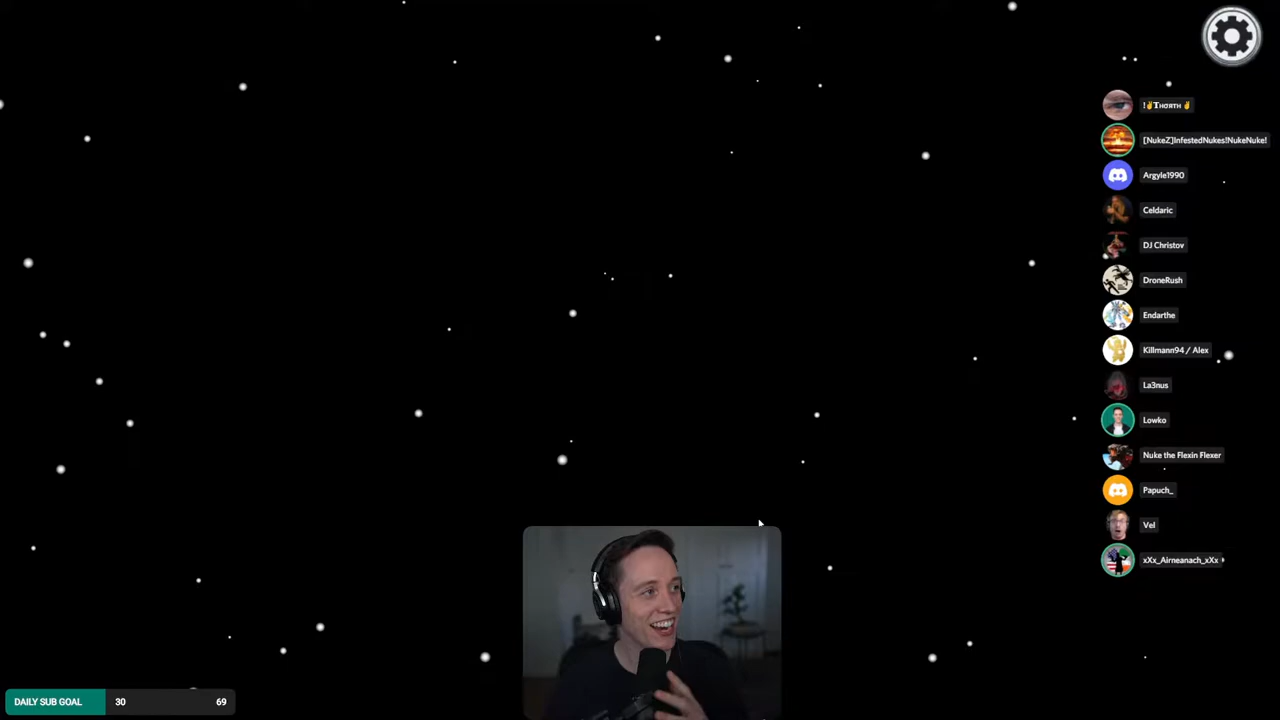 !✌Tʜσʀтʜ ✌
[NukeZ]InfestedNukes!NukeNuke!
Argyle1990
Celdaric
DJ Christov
DroneRush
Endarthe
Killmann94 / Alex
La3nus
Lowko
Nuke the Flexin Flexer
Papuch_
Vel
xXx_Airneanach_xXx
DAILY SUB GOAL 30 69